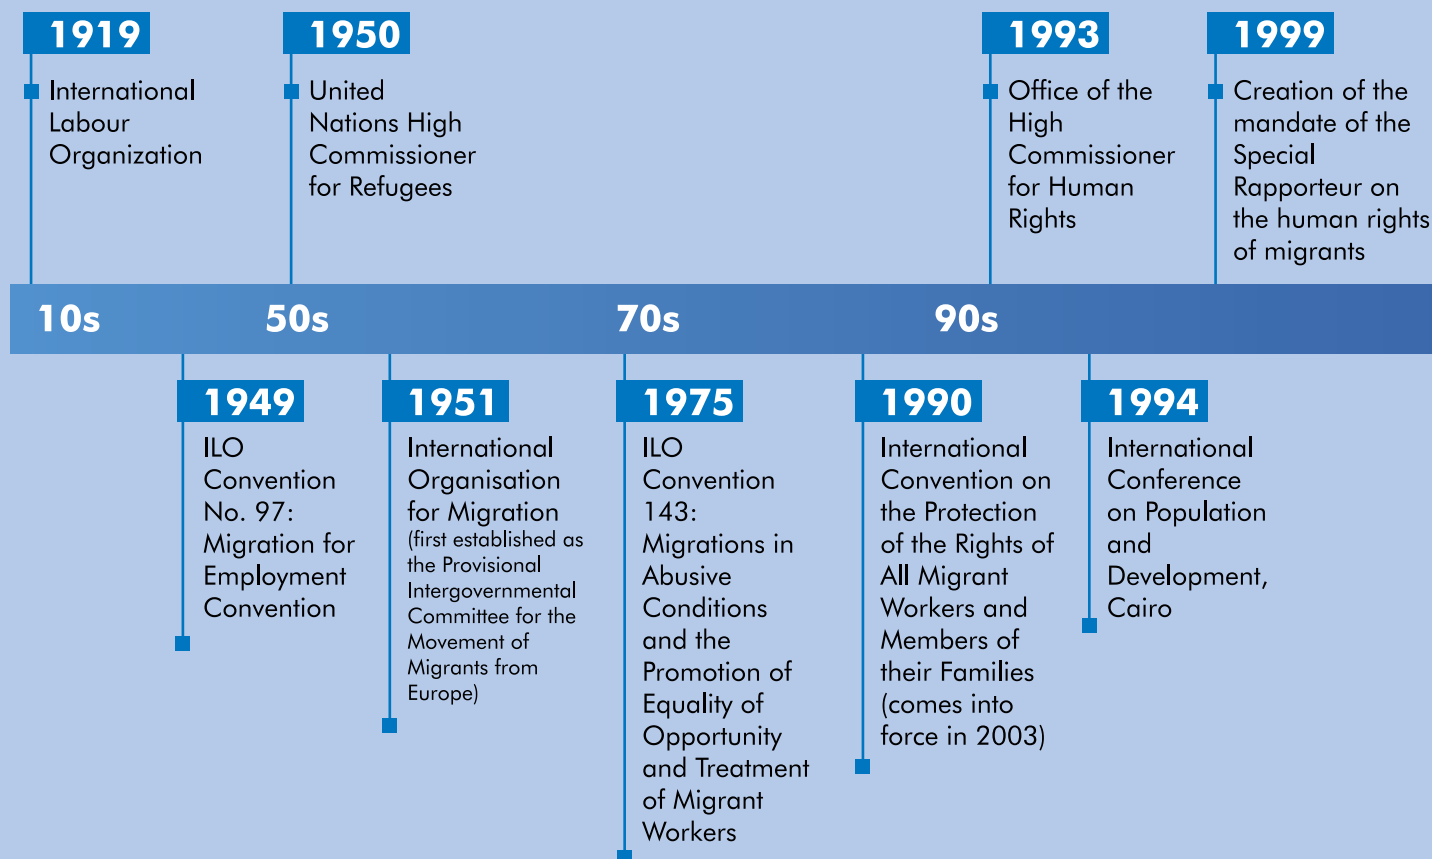 1919
International
Labour
Organization
1950
United
Nations High
Commissioner
for Refugees
1993
Office of the
High
Commissioner
for Human
Rights
1999
Creation of the
mandate of the
Special
Rapporteur on
the human rights
of migrants
10s
50s
70s
90s
1949
ILO
Convention
No. 97:
Migration for
Employment
Convention
1951
International
Organisation
for Migration
(first established as
the Provisional
Intergovernmental
Committee for the
Movement of
Migrants from
Europe)
1975
ILO
Convention
143:
Migrations in
Abusive
Conditions
and the
Promotion of
Equality of
Opportunity
and Treatment
of Migrant
Workers
1990
International
Convention on
the Protection
of the Rights of
All Migrant
Workers and
Members of
their Families
(comes into
force in 2003)
1994
International
Conference
on Population
and
Development,
Cairo